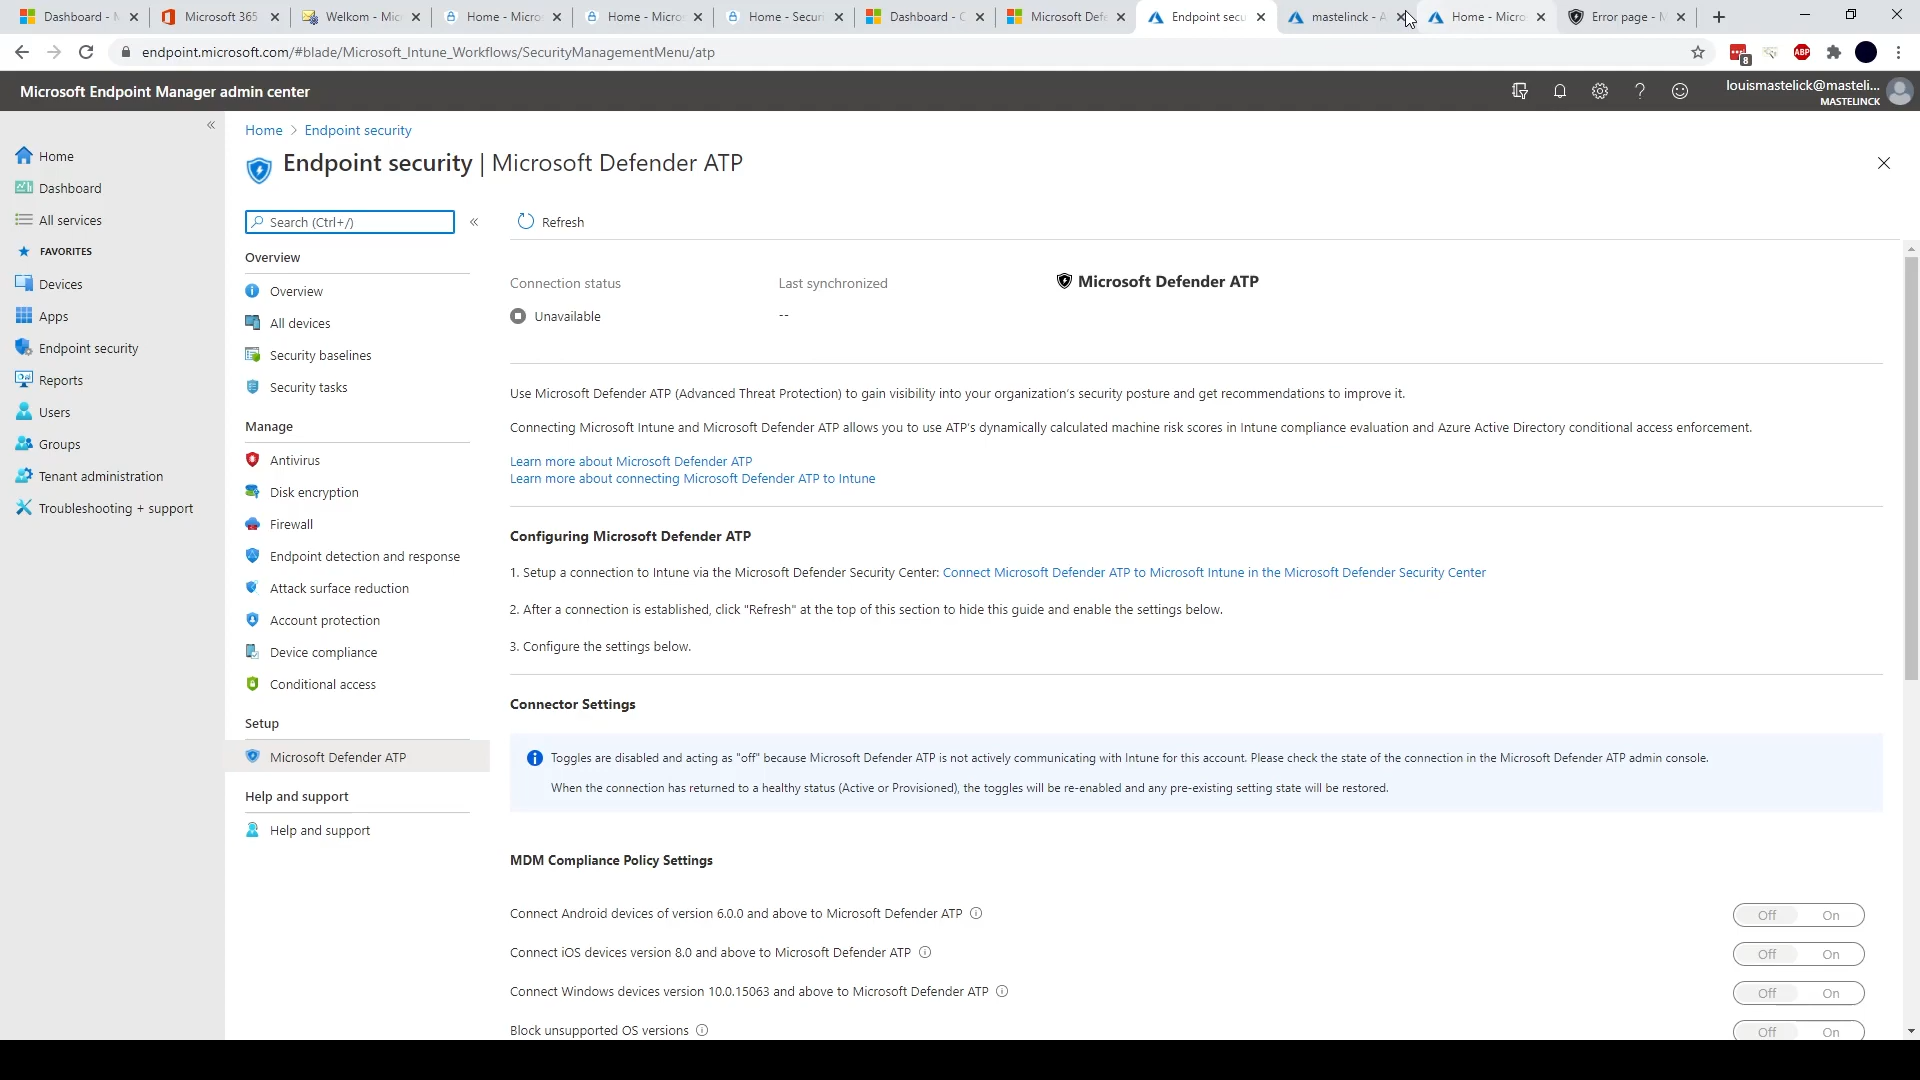 Dashboard - M
Microsoft 365
Welkom - Mic
Home - Micros
Home - Micros
Home - Securi
Dashboard - C
Microsoft Defe
Endpoint secu
mastelinck - A
Home - Micro
Error page - M
endpoint.microsoft.com/#blade/Microsoft_Intune_Workflows/SecurityManagementMenu/atp
8
ABP
Microsoft Endpoint Manager admin center
louismastelick@masteli...
MASTELINCK
Home
Dashboard
All services
FAVORITES
Devices
Apps
Endpoint security
Reports
Users
Groups
Tenant administration
Troubleshooting + support
Home > Endpoint security
Endpoint security | Microsoft Defender ATP
Search (Ctrl+/)
Overview
Overview
All devices
Security baselines
Security tasks
Manage
Antivirus
Disk encryption
Firewall
Endpoint detection and response
Attack surface reduction
Account protection
Device compliance
Conditional access
Setup
Microsoft Defender ATP
Help and support
Help and support
Refresh
Connection status
Unavailable
Last synchronized
--
Microsoft Defender ATP
Use Microsoft Defender ATP (Advanced Threat Protection) to gain visibility into your organization's security posture and get recommendations to improve it.
Connecting Microsoft Intune and Microsoft Defender ATP allows you to use ATP's dynamically calculated machine risk scores in Intune compliance evaluation and Azure Active Directory conditional access enforcement.
Learn more about Microsoft Defender ATP
Learn more about connecting Microsoft Defender ATP to Intune
Configuring Microsoft Defender ATP
1. Setup a connection to Intune via the Microsoft Defender Security Center: Connect Microsoft Defender ATP to Microsoft Intune in the Microsoft Defender Security Center
2. After a connection is established, click "Refresh" at the top of this section to hide this guide and enable the settings below.
3. Configure the settings below.
Connector Settings
Toggles are disabled and acting as "off" because Microsoft Defender ATP is not actively communicating with Intune for this account. Please check the state of the connection in the Microsoft Defender ATP admin console.
When the connection has returned to a healthy status (Active or Provisioned), the toggles will be re-enabled and any pre-existing setting state will be restored.
MDM Compliance Policy Settings
Connect Android devices of version 6.0.0 and above to Microsoft Defender ATP
Off On
Connect iOS devices version 8.0 and above to Microsoft Defender ATP
Off On
Connect Windows devices version 10.0.15063 and above to Microsoft Defender ATP
Off On
Block unsupported OS versions
Off On